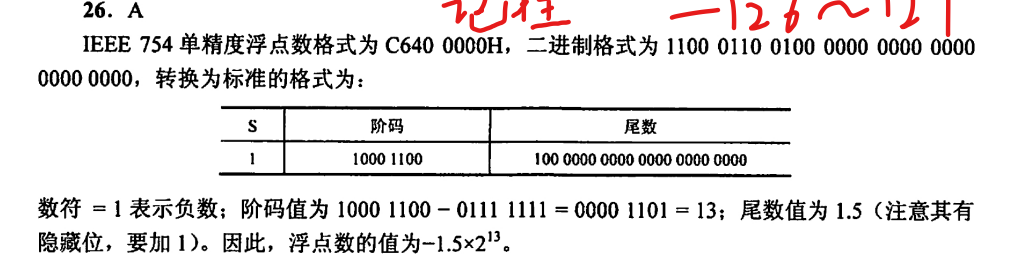 26. A
记住 -126~127
IEEE 754 单精度浮点数格式为 C640 0000H，二进制格式为 1100 0110 0100 0000 0000 0000
0000 0000，转换为标准的格式为：
S 阶码 尾数
1 1000 1100 100 0000 0000 0000 0000 0000
数符 = 1 表示负数；阶码值为 1000 1100 − 0111 1111 = 0000 1101 = 13；尾数值为 1.5（注意其有
隐藏位，要加 1）。因此，浮点数的值为−1.5×2¹³。